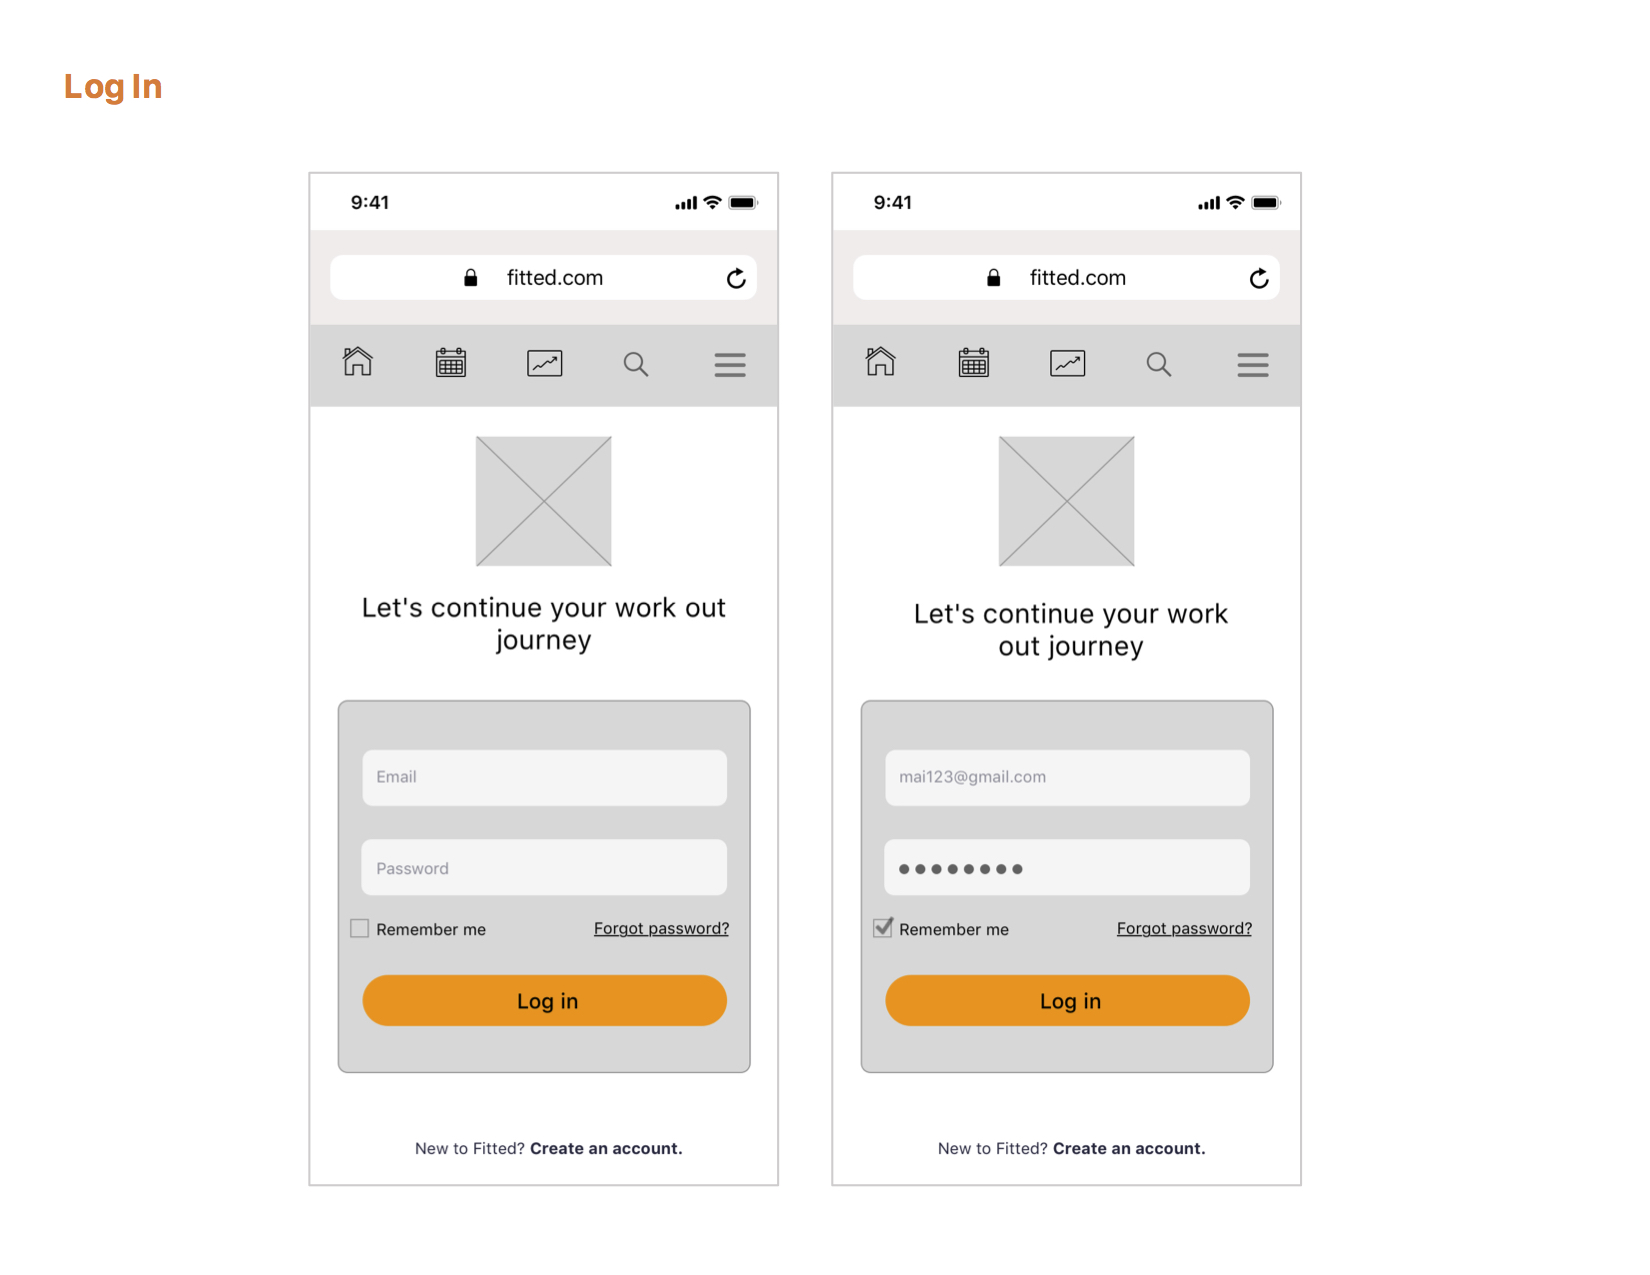 Log In
9:41
fitted.com
Let's continue your work out
journey
Email
Password
Remember me
Forgot password?
Log in
New to Fitted? Create an account.
9:41
fitted.com
Let's continue your work
out journey
mai123@gmail.com
Remember me
Forgot password?
Log in
New to Fitted? Create an account.